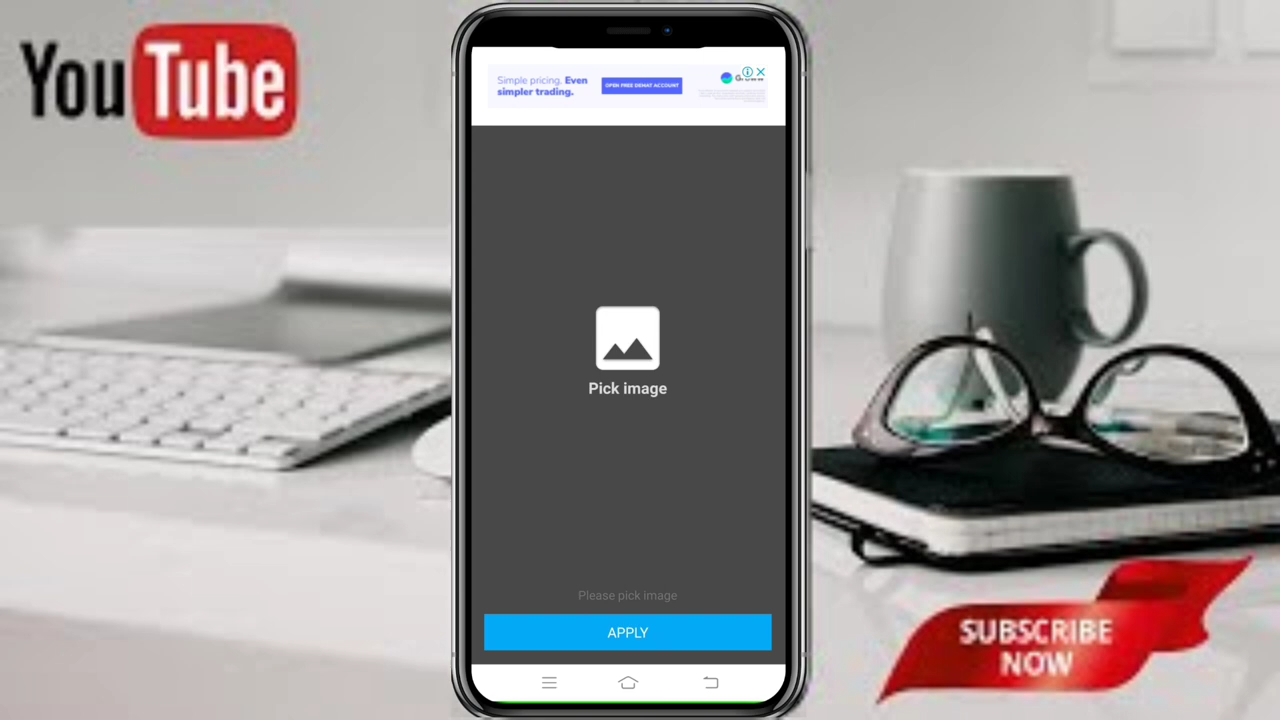 YouTube
Simple pricing. Even
simpler trading.
OPEN FREE DEMAT ACCOUNT
Pick image
Please pick image
APPLY
SUBSCRIBE
NOW